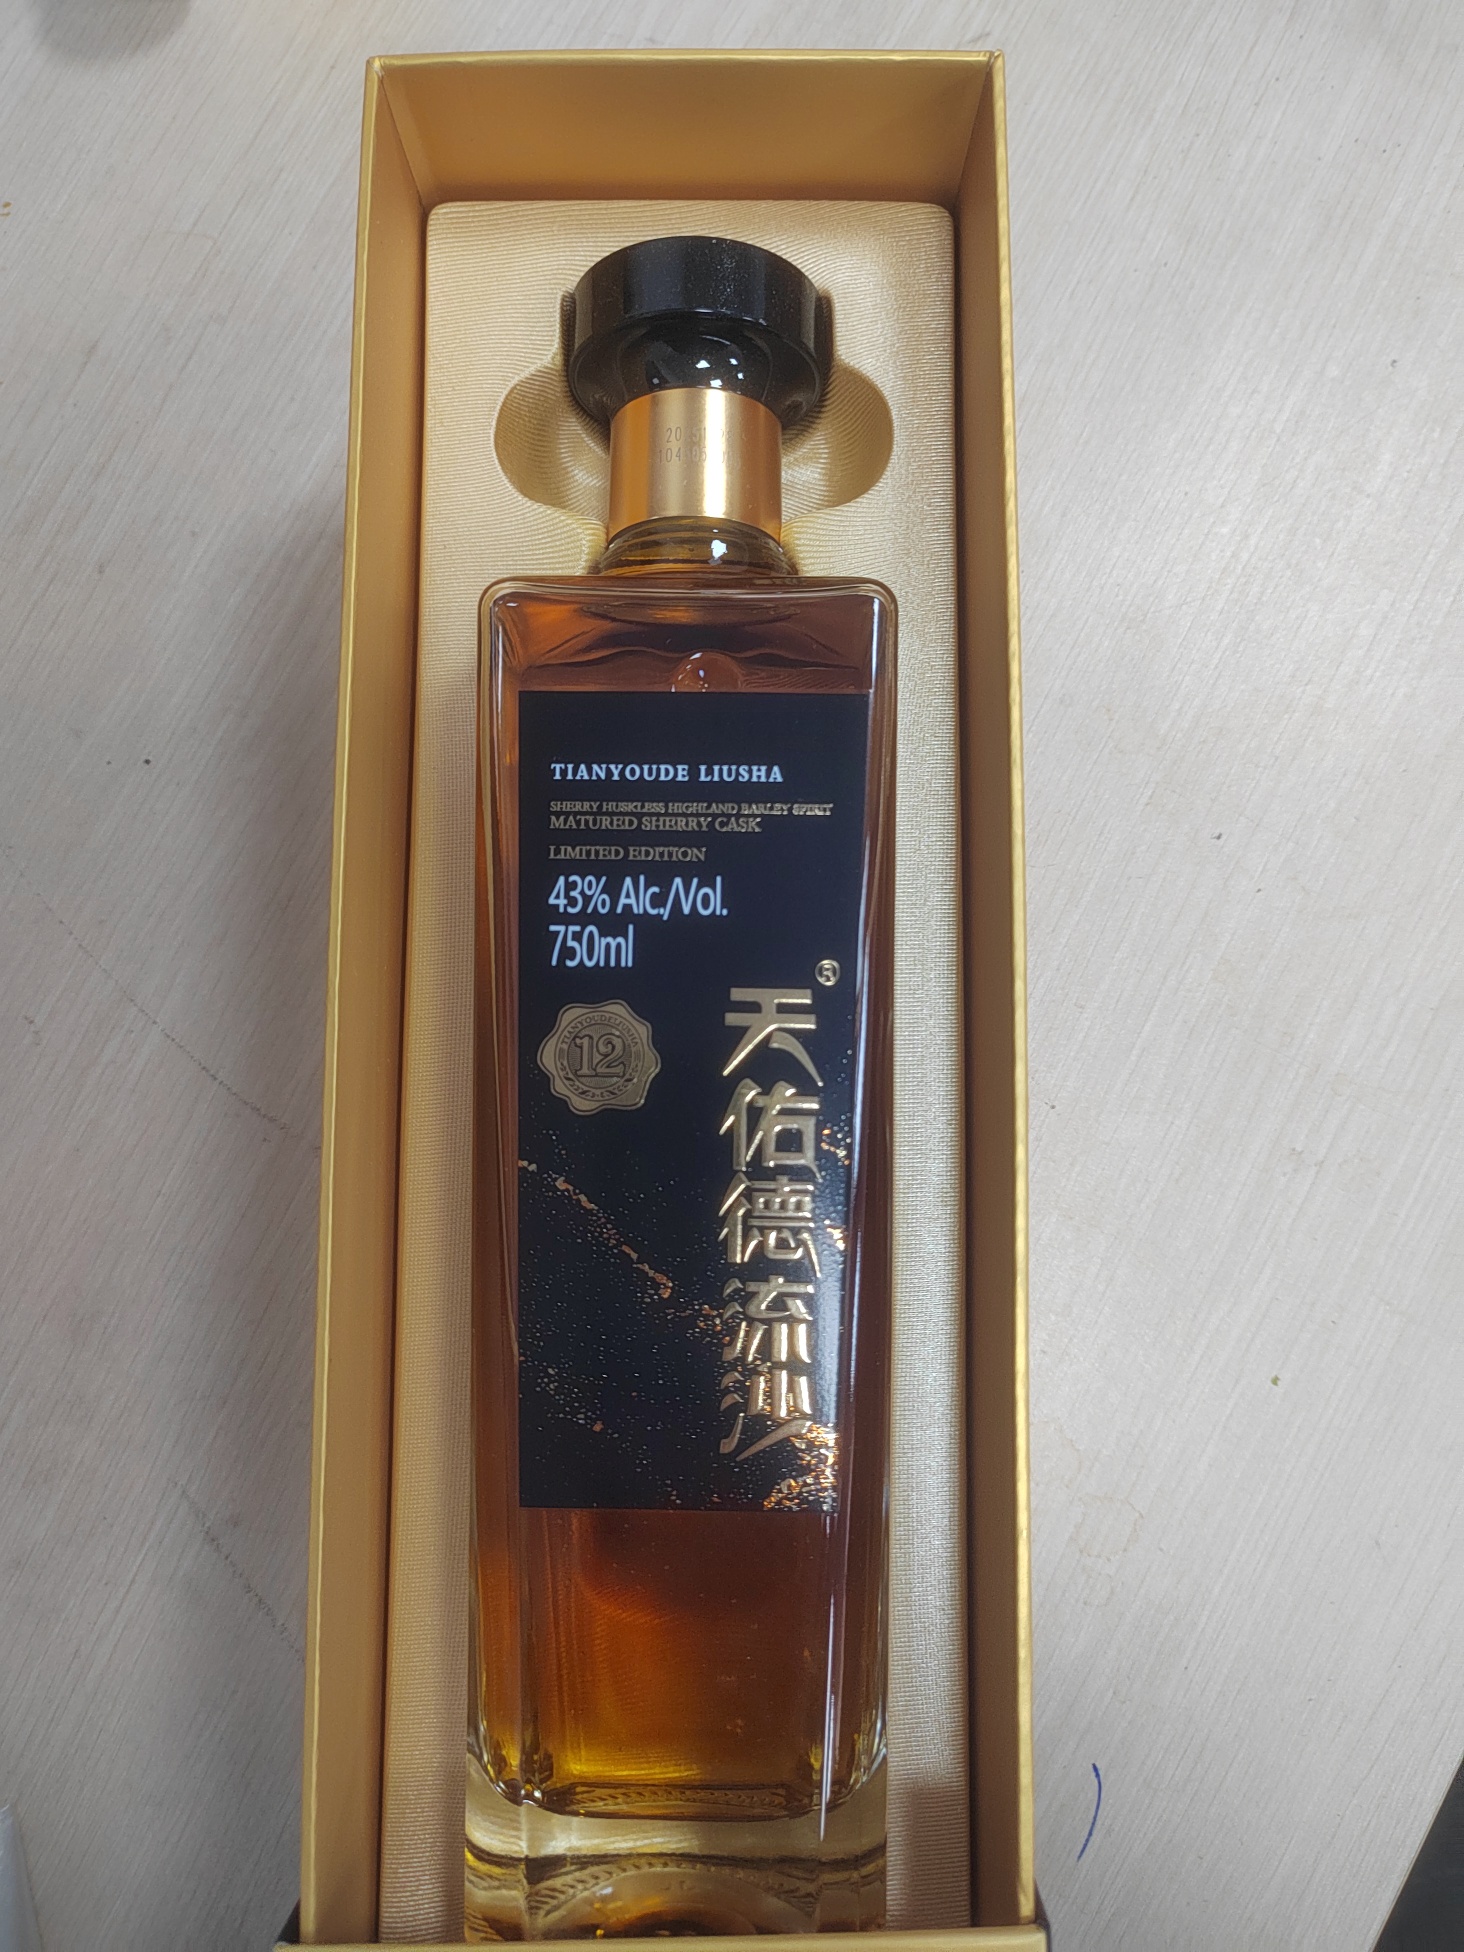 TIANYOUDE LIUSHA
SHERRY HUSKLESS HIGHLAND BARLEY SPIRIT
MATURED SHERRY CASK
LIMITED EDITION
43% Alc./Vol.
750ml
®
天佑德流沙
TIANYOUDELIUSHA
12